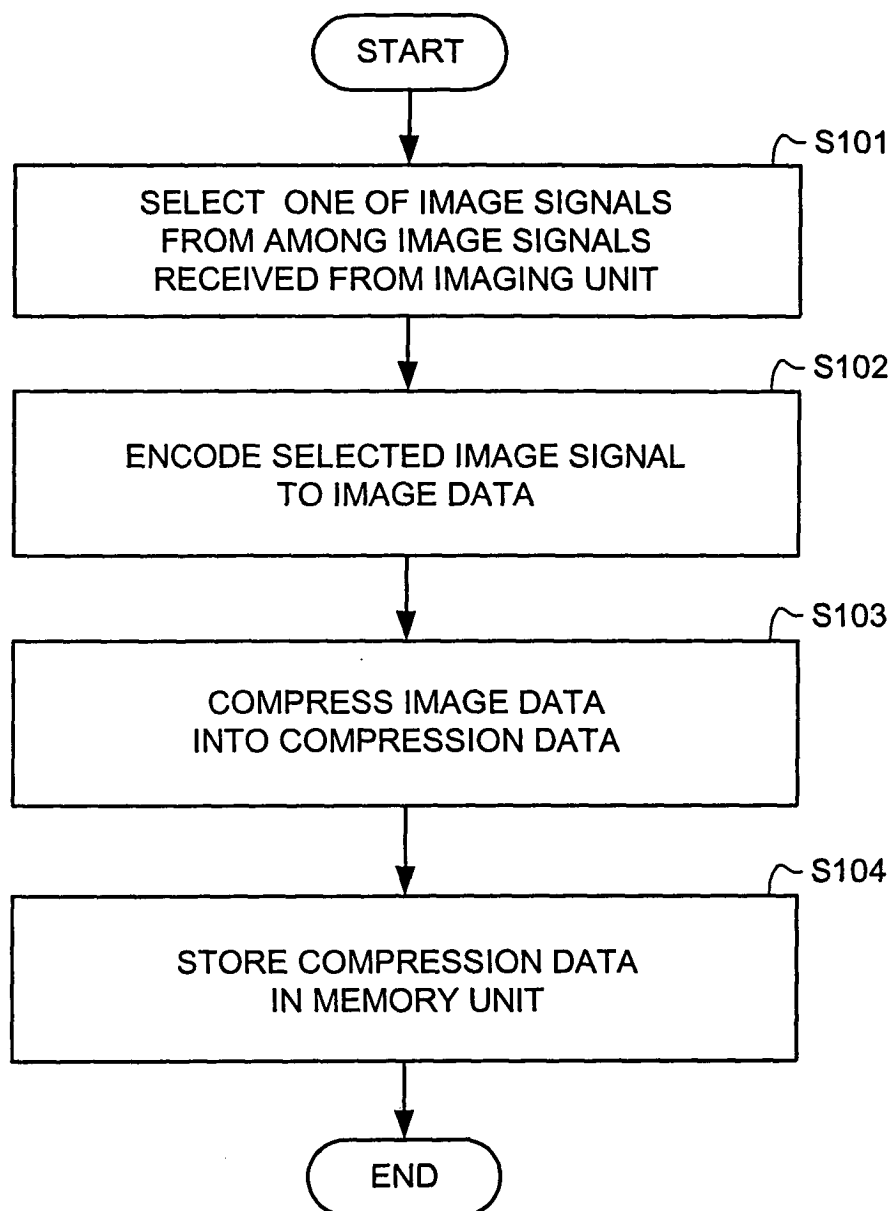 START
S101
SELECT ONE OF IMAGE SIGNALS
FROM AMONG IMAGE SIGNALS
RECEIVED FROM IMAGING UNIT
S102
ENCODE SELECTED IMAGE SIGNAL
TO IMAGE DATA
S103
COMPRESS IMAGE DATA
INTO COMPRESSION DATA
S104
STORE COMPRESSION DATA
IN MEMORY UNIT
END